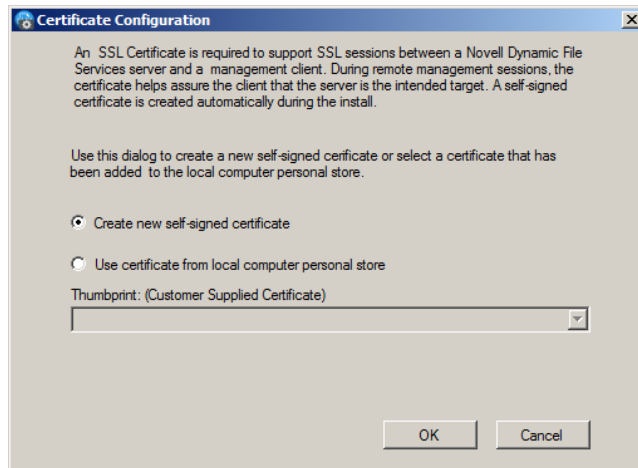 Certificate Configuration
An SSL Certificate is required to support SSL sessions between a Novell Dynamic File
Services server and a management client. During remote management sessions, the
certificate helps assure the client that the server is the intended target. A self-signed
certificate is created automatically during the install.
Use this dialog to create a new self-signed cerificate or select a certificate that has
been added to the local computer personal store.
Create new self-signed certificate
Use certificate from local computer personal store
Thumbprint: (Customer Supplied Certificate)
OK
Cancel